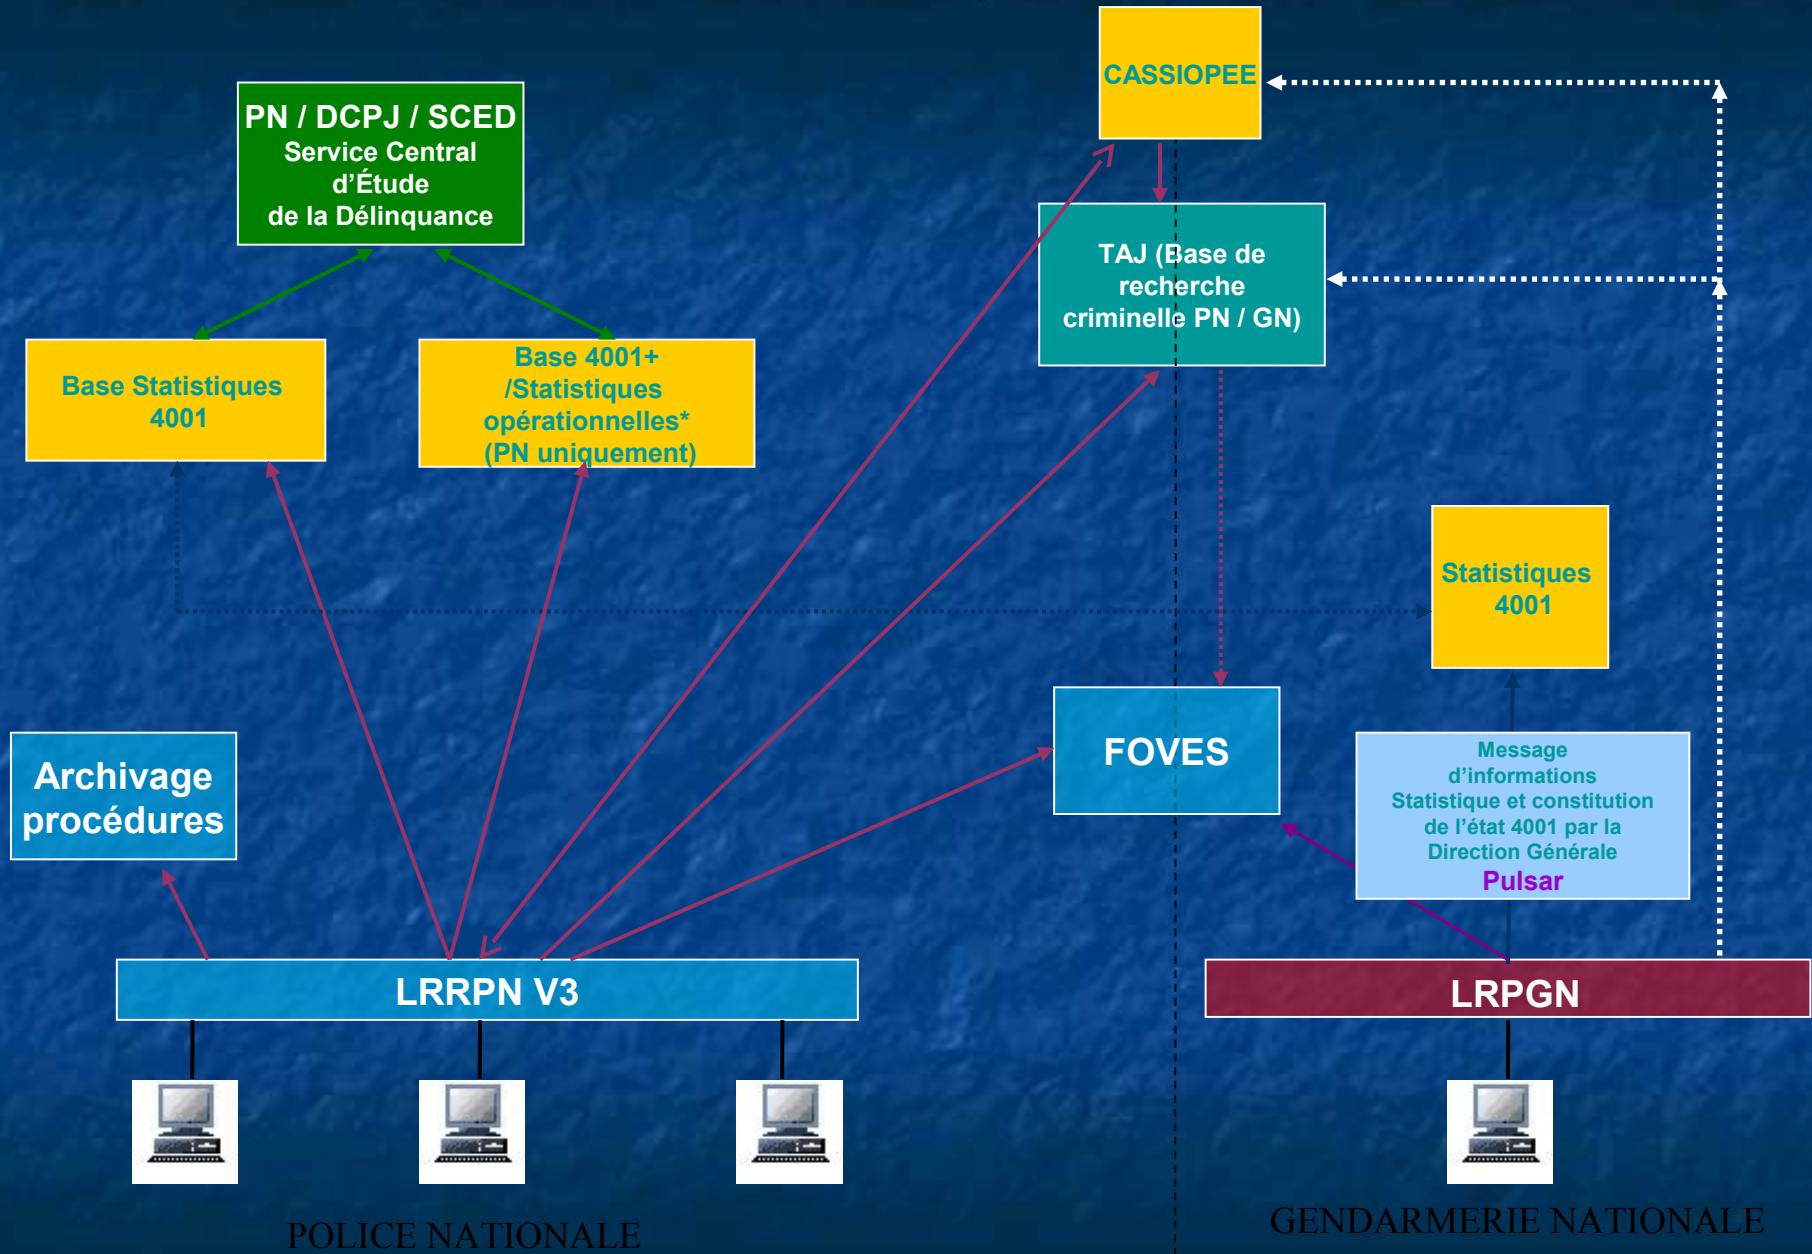 CASSIOPEE
PN / DCPJ / SCED
Service Central
d’Étude
de la Délinquance
TAJ (Base de
recherche
criminelle PN / GN)
Base Statistiques
4001
Base 4001+
/Statistiques
opérationnelles*
(PN uniquement)
Statistiques
4001
FOVES
Archivage
procédures
Message
d’informations
Statistique et constitution
de l’état 4001 par la
Direction Générale
Pulsar
LRRPN V3
LRPGN
POLICE NATIONALE
GENDARMERIE NATIONALE